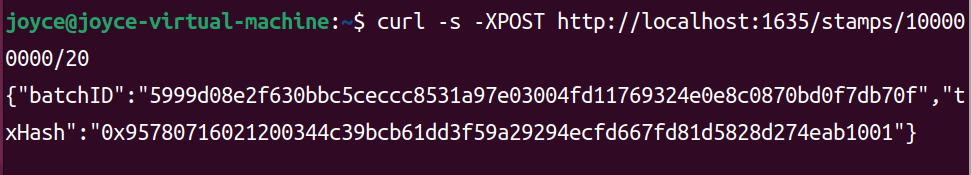 joyce@joyce-virtual-machine:~$ curl -s -XPOST http://localhost:1635/stamps/10000
0000/20
{"batchID":"5999d08e2f630bbc5ceccc8531a97e03004fd11769324e0e8c0870bd0f7db70f","t
xHash":"0x95780716021200344c39bcb61dd3f59a29294ecfd667fd81d5828d274eab1001"}